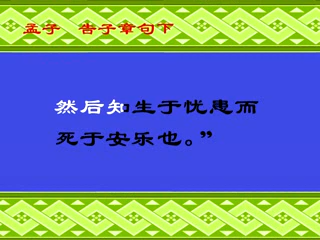 孟子　告子章句下
然后知生于忧患而
死于安乐也。”